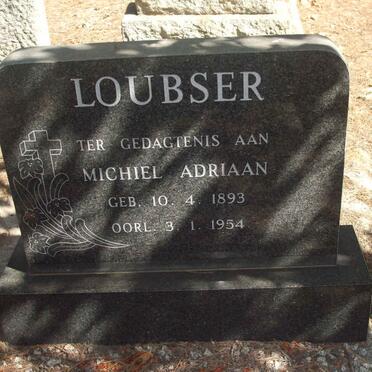 LOUBSER
TER GEDAGTENIS AAN
MICHIEL ADRIAAN
GEB. 10. 4. 1893
OORL. 3. 1. 1954